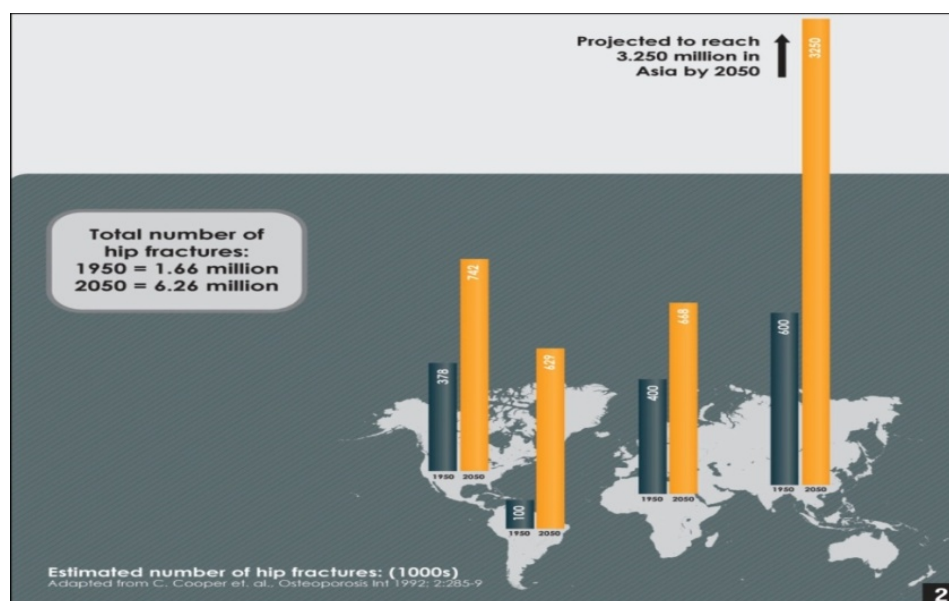 Projected to reach
3.250 million in
Asia by 2050
3250
Total number of
hip fractures:
1950 = 1.66 million
2050 = 6.26 million
742
378
629
668
400
600
1950 2050
100
1950 2050
1950 2050
1950 2050
Estimated number of hip fractures: (1000s)
Adapted from C. Cooper et. al., Osteoporosis Int 1992; 2:285-9
2